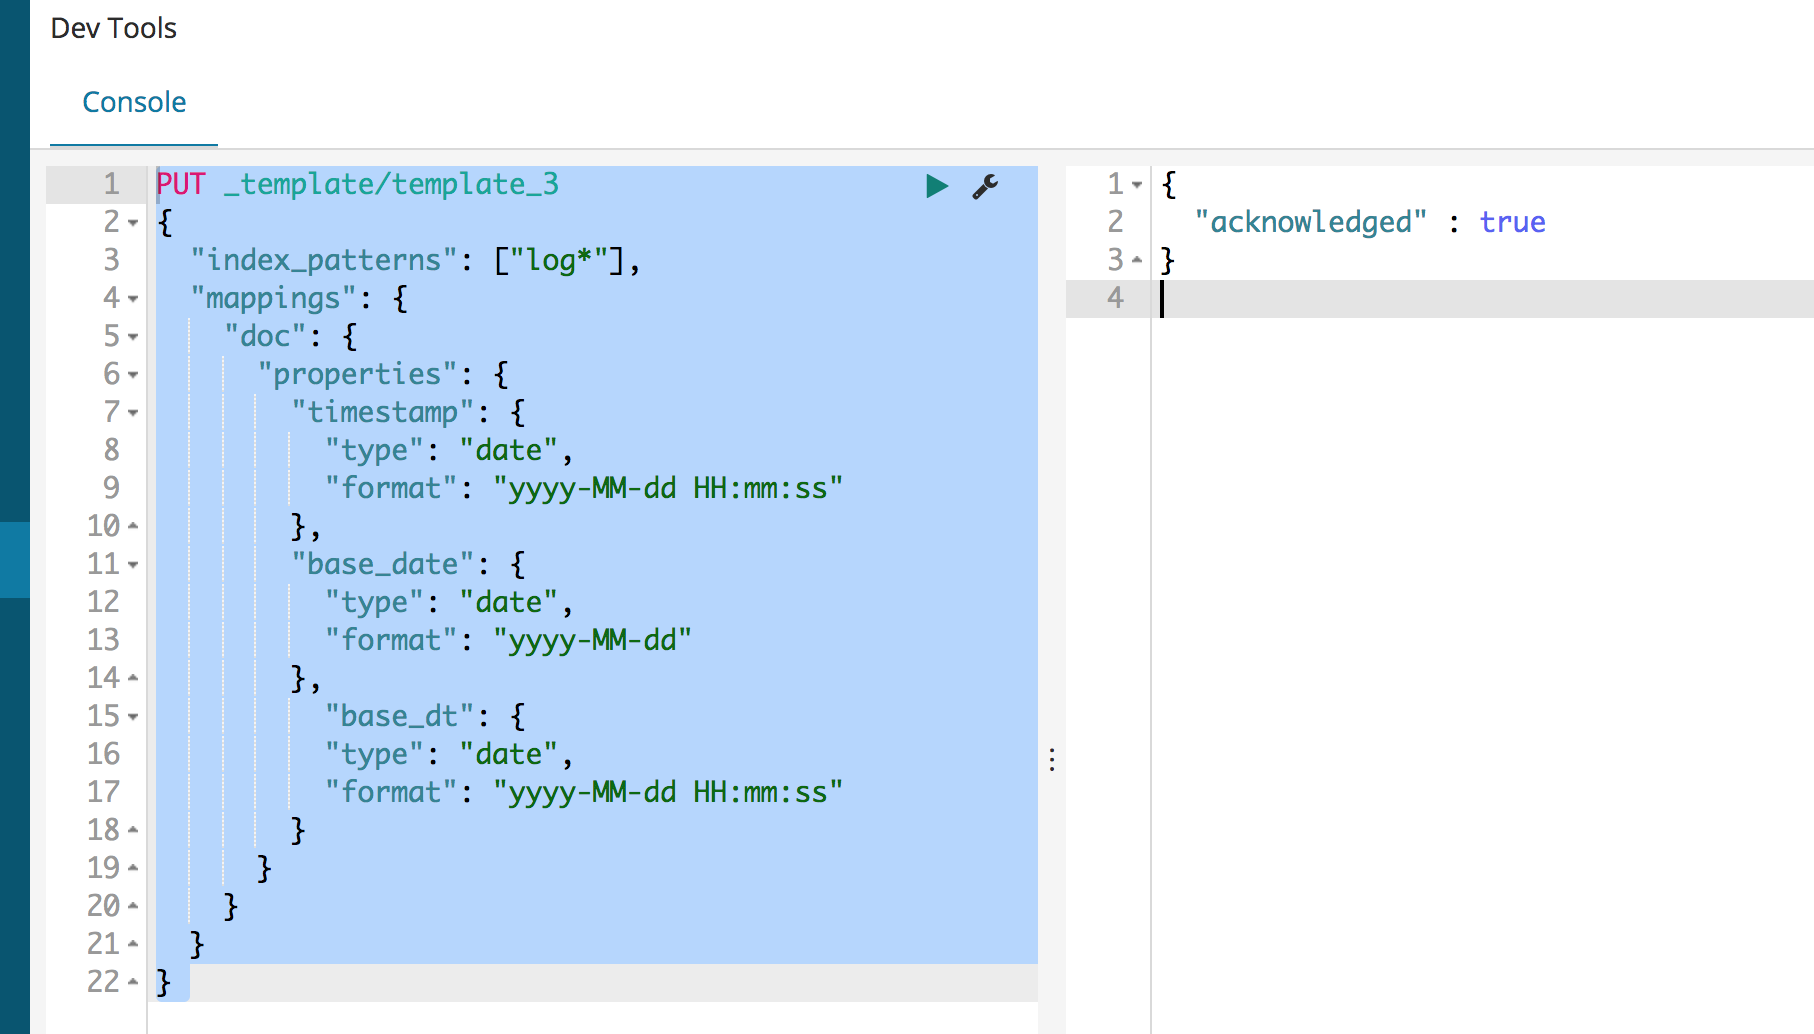 Dev Tools
Console
1 PUT _template/template_3
2 {
3   "index_patterns": ["log*"],
4   "mappings": {
5     "doc": {
6       "properties": {
7         "timestamp": {
8           "type": "date",
9           "format": "yyyy-MM-dd HH:mm:ss"
10         },
11         "base_date": {
12           "type": "date",
13           "format": "yyyy-MM-dd"
14         },
15           "base_dt": {
16           "type": "date",
17           "format": "yyyy-MM-dd HH:mm:ss"
18         }
19       }
20     }
21   }
22 }
1 {
2   "acknowledged" : true
3 }
4